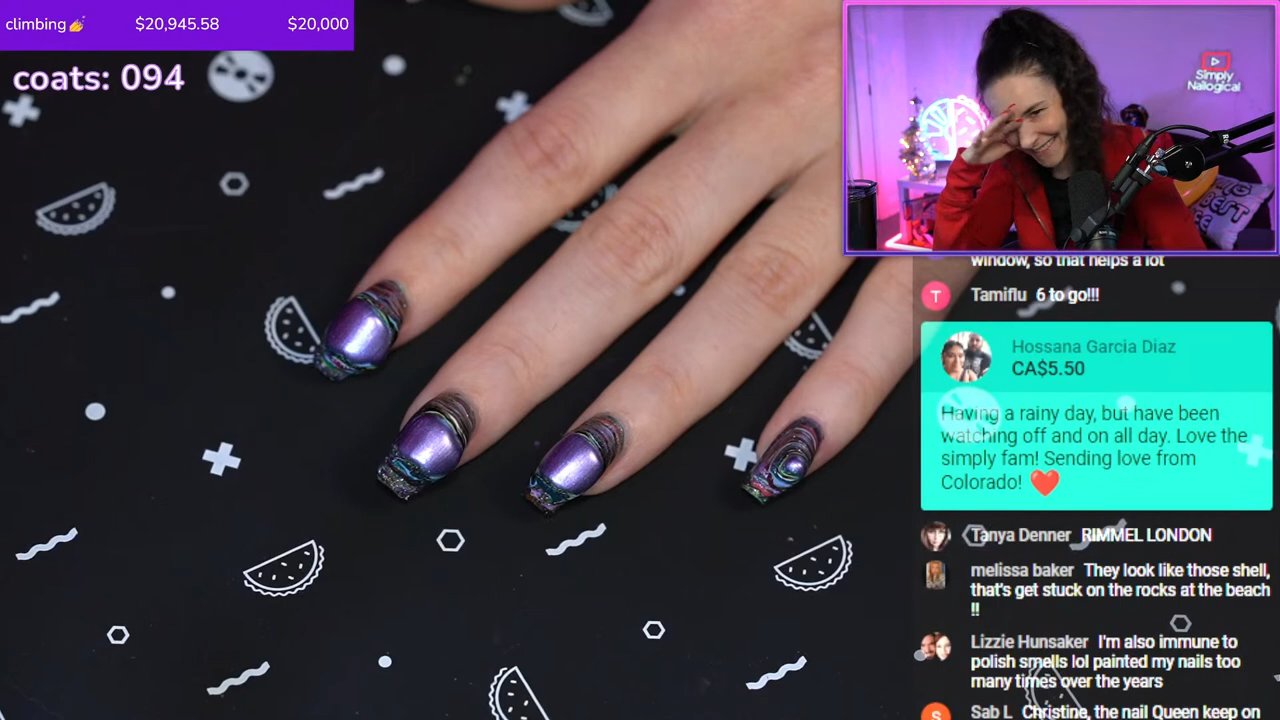 climbing💅 $20,945.58 $20,000
coats: 094
Simply
Nailogical
window, so that helps a lot
T Tamiflu 6 to go!!!
Hossana Garcia Diaz
CA$5.50
Having a rainy day, but have been
watching off and on all day. Love the
simply fam! Sending love from
Colorado! ❤️
Tanya Denner RIMMEL LONDON
melissa baker They look like those shell,
that's get stuck on the rocks at the beach
!!
Lizzie Hunsaker I'm also immune to
polish smells lol painted my nails too
many times over the years
S Sab L Christine, the nail Queen keep on